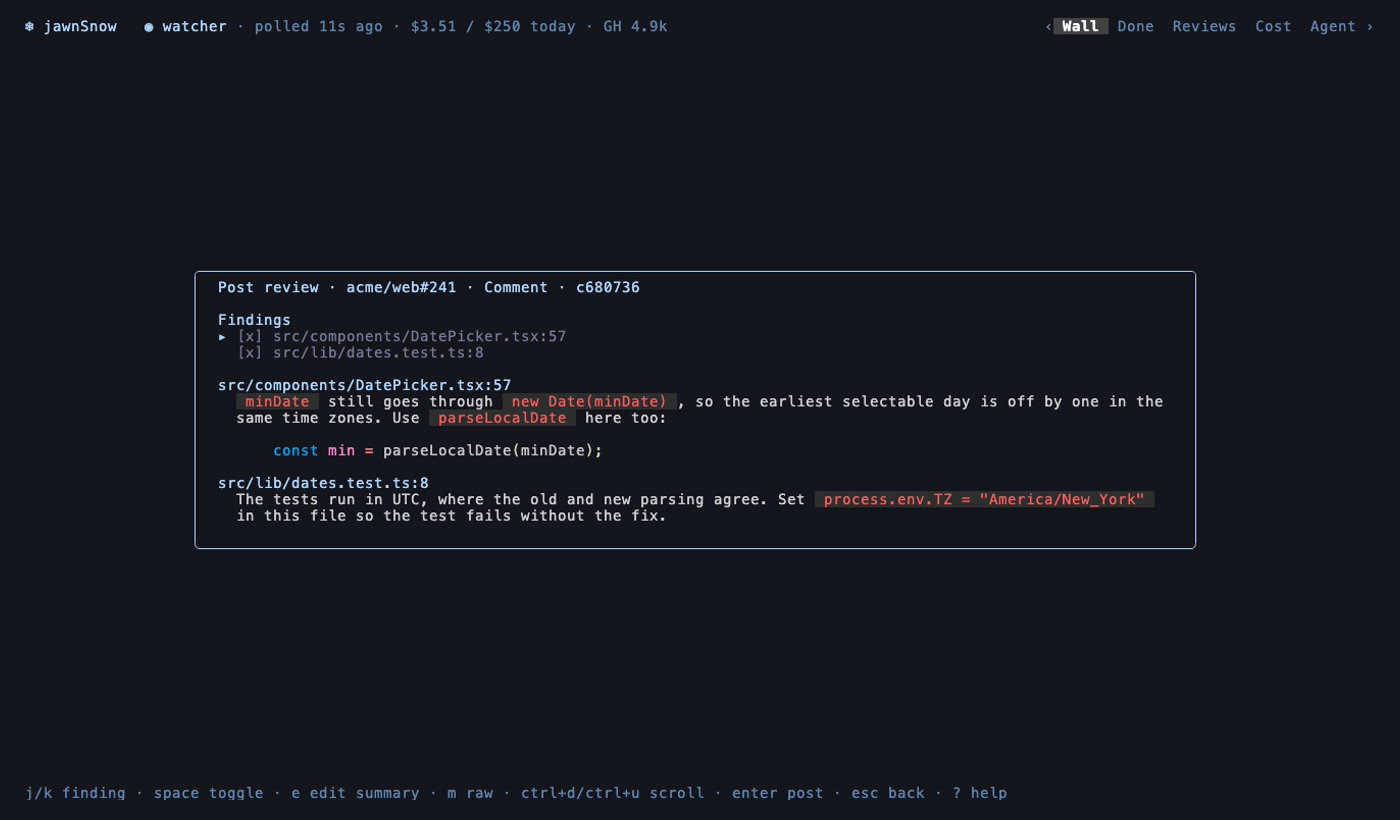 ❄ jawnSnow ◉ watcher · polled 11s ago · $3.51 / $250 today · GH 4.9k ‹ Wall Done Reviews Cost Agent ›
Post review · acme/web#241 · Comment · c680736
Findings
▸ [x] src/components/DatePicker.tsx:57
[x] src/lib/dates.test.ts:8
src/components/DatePicker.tsx:57
minDate still goes through new Date(minDate) , so the earliest selectable day is off by one in the
same time zones. Use parseLocalDate here too:
const min = parseLocalDate(minDate);
src/lib/dates.test.ts:8
The tests run in UTC, where the old and new parsing agree. Set process.env.TZ = "America/New_York"
in this file so the test fails without the fix.
j/k finding · space toggle · e edit summary · m raw · ctrl+d/ctrl+u scroll · enter post · esc back · ? help